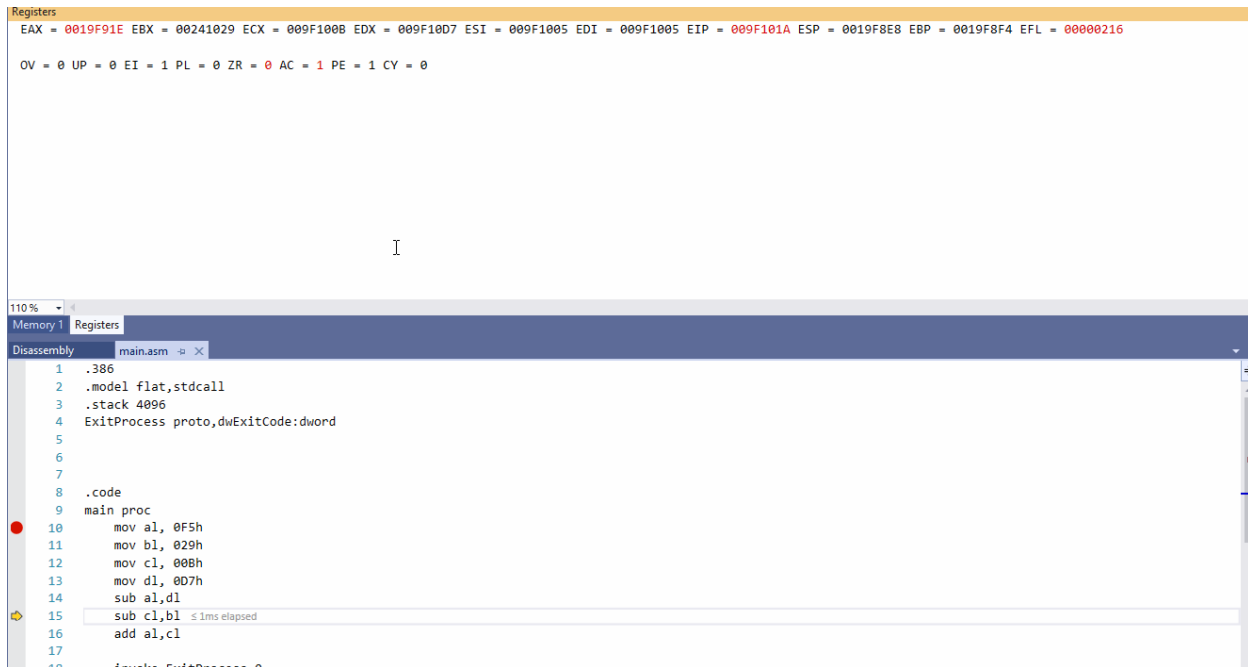 Registers
EAX = 0019F91E EBX = 00241029 ECX = 009F100B EDX = 009F10D7 ESI = 009F1005 EDI = 009F1005 EIP = 009F101A ESP = 0019F8E8 EBP = 0019F8F4 EFL = 00000216
OV = 0 UP = 0 EI = 1 PL = 0 ZR = 0 AC = 1 PE = 1 CY = 0
110 %
Memory 1 Registers
Disassembly main.asm
1 .386
2 .model flat,stdcall
3 .stack 4096
4 ExitProcess proto,dwExitCode:dword
5
6
7
8 .code
9 main proc
10 mov al, 0F5h
11 mov bl, 029h
12 mov cl, 00Bh
13 mov dl, 0D7h
14 sub al,dl
15 sub cl,bl ≤ 1ms elapsed
16 add al,cl
17
18 invoke ExitProcess,0